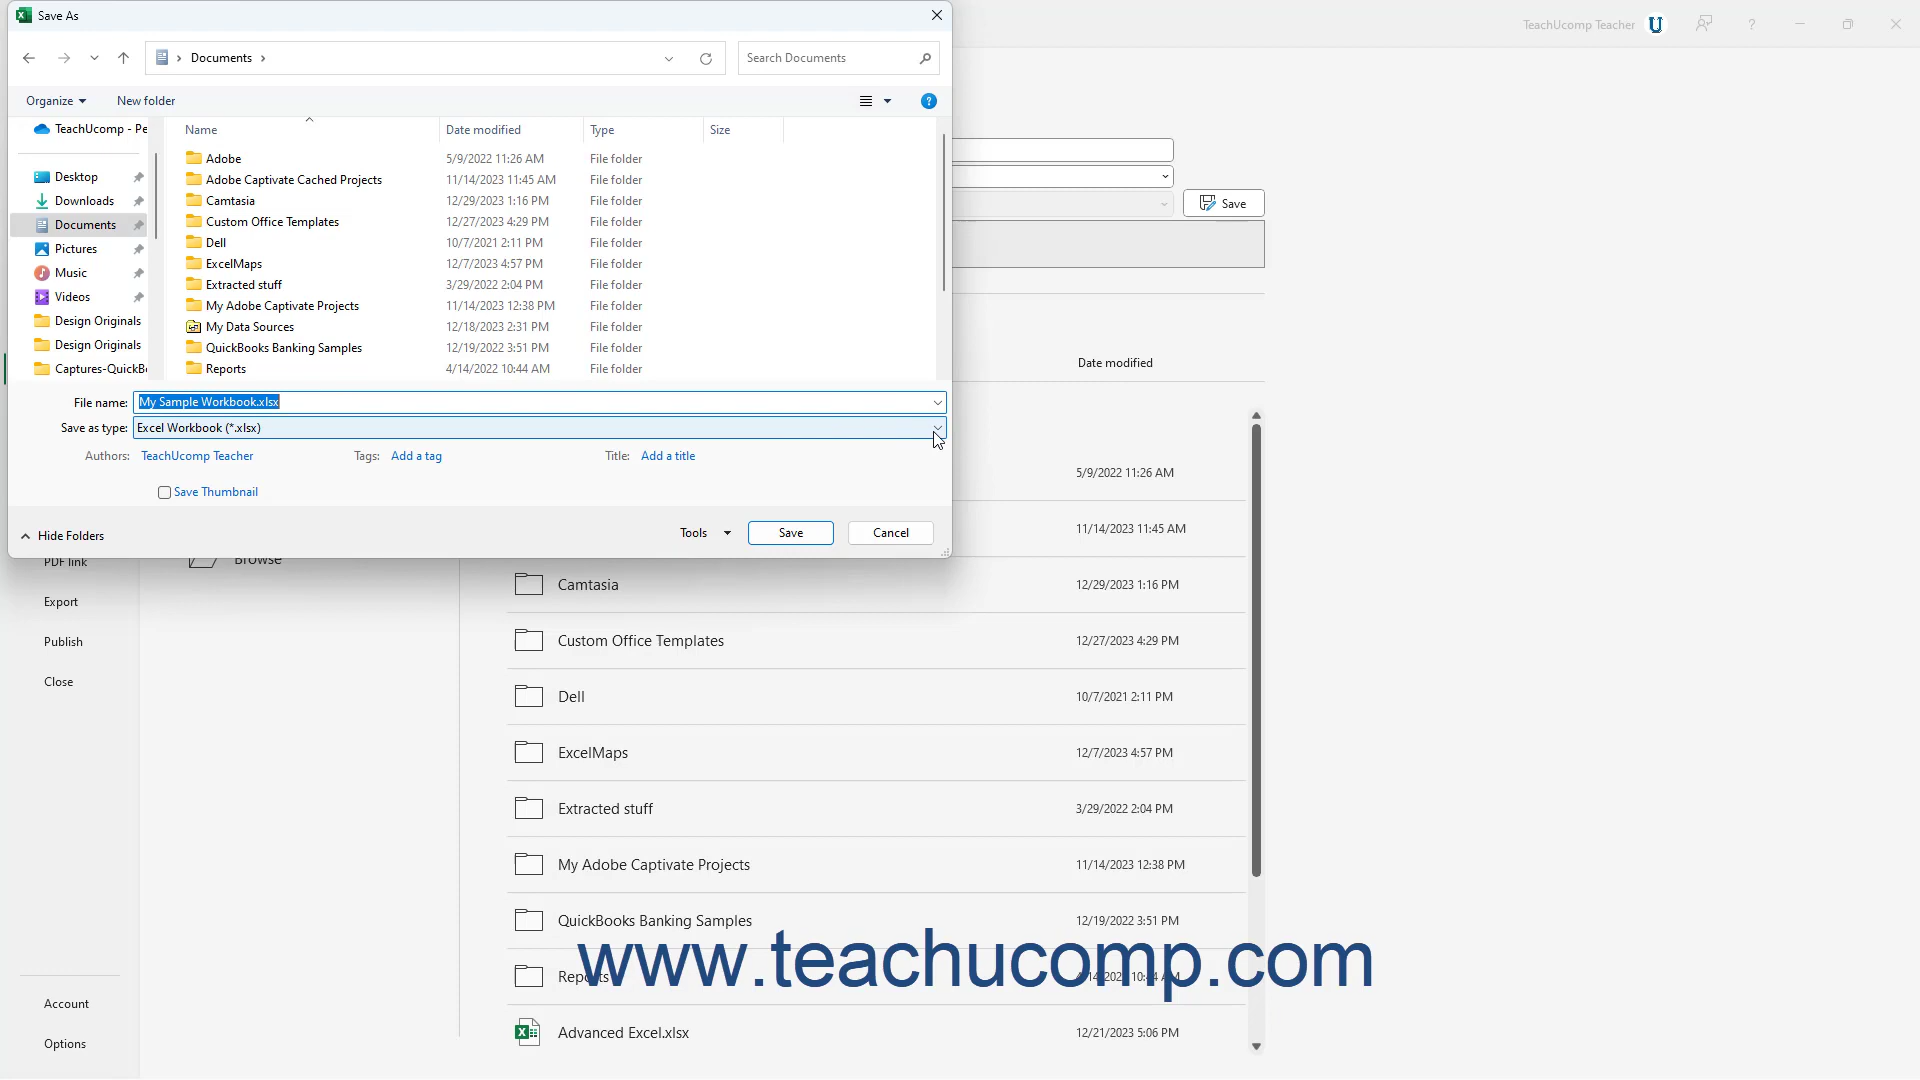 Save As
TeachUcomp Teacher
Documents
Search Documents
Organize
New folder
TeachUcomp - Pe
Desktop
Downloads
Documents
Pictures
Music
Videos
Design Originals
Design Originals
Captures-QuickBo
Name Date modified Type Size
Adobe 5/9/2022 11:26 AM File folder
Adobe Captivate Cached Projects 11/14/2023 11:45 AM File folder
Camtasia 12/29/2023 1:16 PM File folder
Custom Office Templates 12/27/2023 4:29 PM File folder
Dell 10/7/2021 2:11 PM File folder
ExcelMaps 12/7/2023 4:57 PM File folder
Extracted stuff 3/29/2022 2:04 PM File folder
My Adobe Captivate Projects 11/14/2023 12:38 PM File folder
My Data Sources 12/18/2023 2:31 PM File folder
QuickBooks Banking Samples 12/19/2022 3:51 PM File folder
Reports 4/14/2022 10:44 AM File folder
File name: My Sample Workbook.xlsx
Save as type: Excel Workbook (*.xlsx)
Authors: TeachUcomp Teacher Tags: Add a tag Title: Add a title
Save Thumbnail
Hide Folders
Tools
Save
Cancel
Save
Date modified
5/9/2022 11:26 AM
11/14/2023 11:45 AM
PDF link
Export
Publish
Close
Account
Options
Browse
Camtasia 12/29/2023 1:16 PM
Custom Office Templates 12/27/2023 4:29 PM
Dell 10/7/2021 2:11 PM
ExcelMaps 12/7/2023 4:57 PM
Extracted stuff 3/29/2022 2:04 PM
My Adobe Captivate Projects 11/14/2023 12:38 PM
QuickBooks Banking Samples 12/19/2022 3:51 PM
Reports 4/14/2022 10:44 AM
www.teachucomp.com
Advanced Excel.xlsx 12/21/2023 5:06 PM